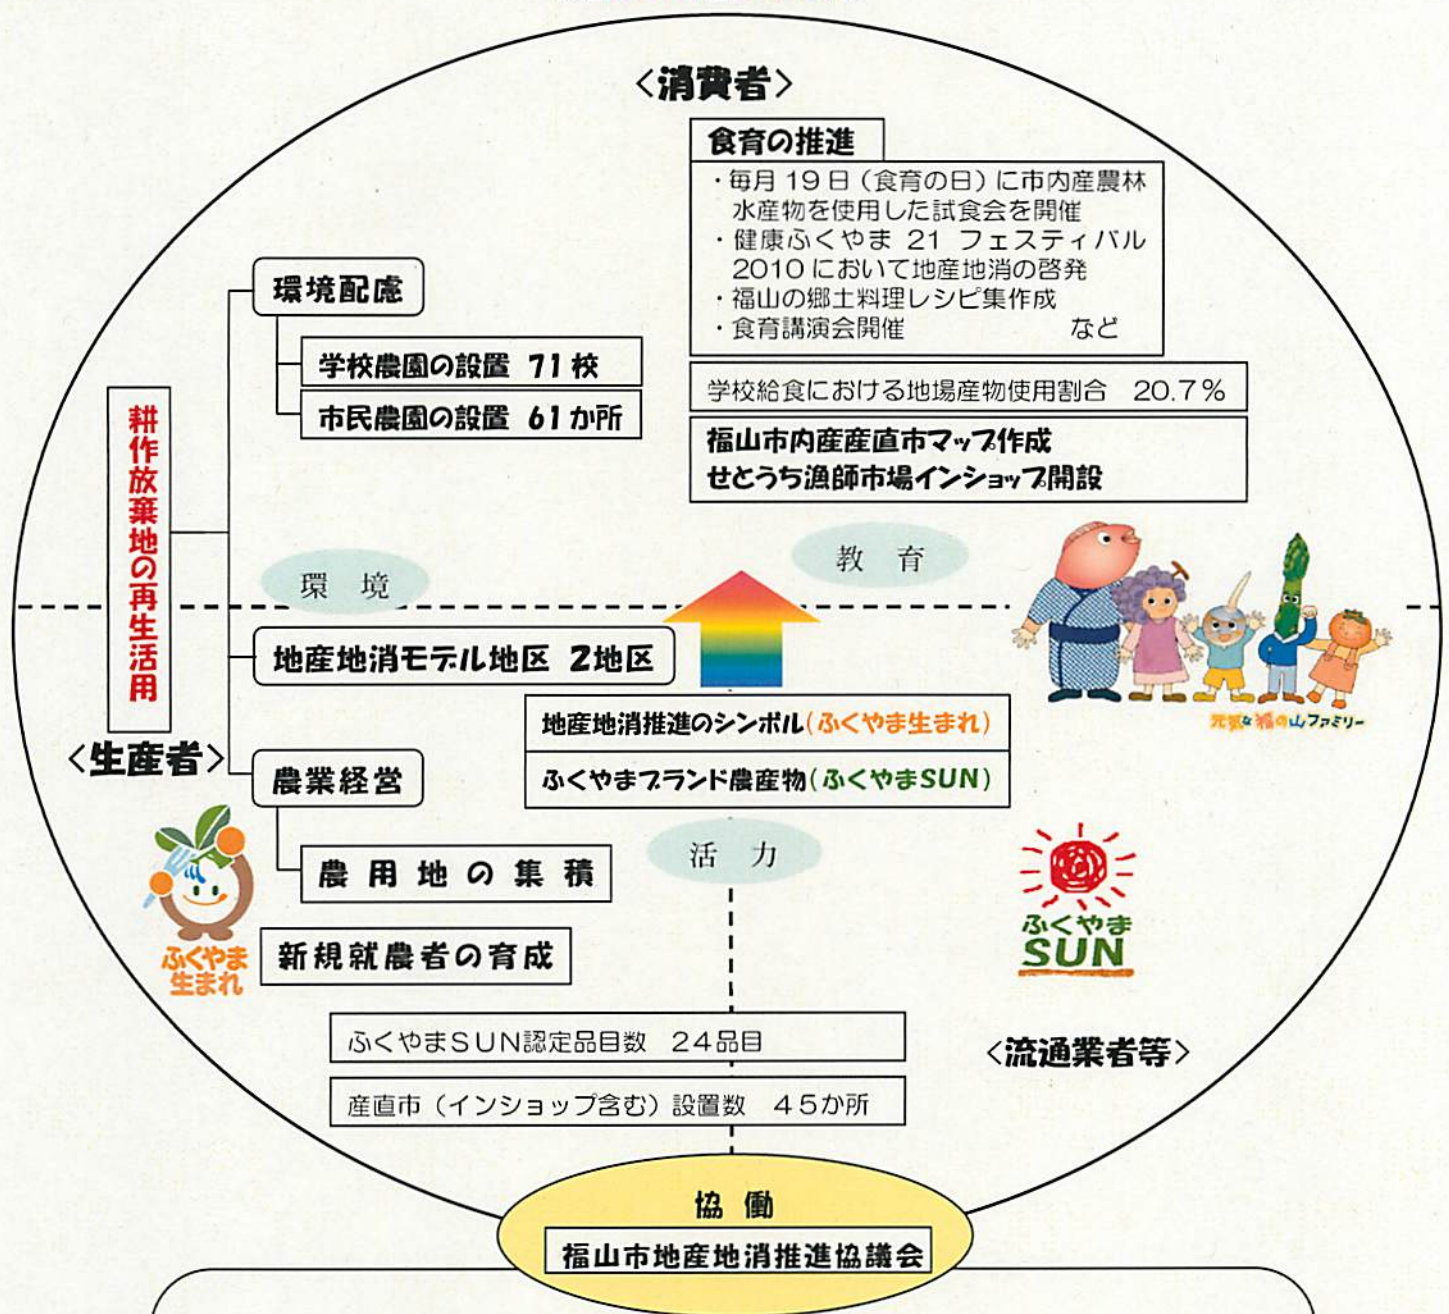 <消費者>
食育の推進
・毎月19日（食育の日）に市内産農林
水産物を使用した試食会を開催
・健康ふくやま 21 フェスティバル
2010において地産地消の啓発
・福山の郷土料理レシピ集作成
・食育講演会開催 など
学校給食における地場産物使用割合 20.7%
福山市内産産直市マップ作成
せとうち漁師市場インショップ開設
環境配慮
学校農園の設置 71校
市民農園の設置 61か所
耕作放棄地の再生活用
環 境
教 育
地産地消モデル地区 2地区
元気な福の山ファミリー
地産地消推進のシンボル(ふくやま生まれ)
ふくやまブランド農産物(ふくやまSUN)
<生産者>
農業経営
農用地の集積
活 力
ふくやま
生まれ
新規就農者の育成
ふくやま
SUN
ふくやまSUN認定品目数 24品目
産直市（インショップ含む）設置数 45か所
<流通業者等>
協 働
福山市地産地消推進協議会